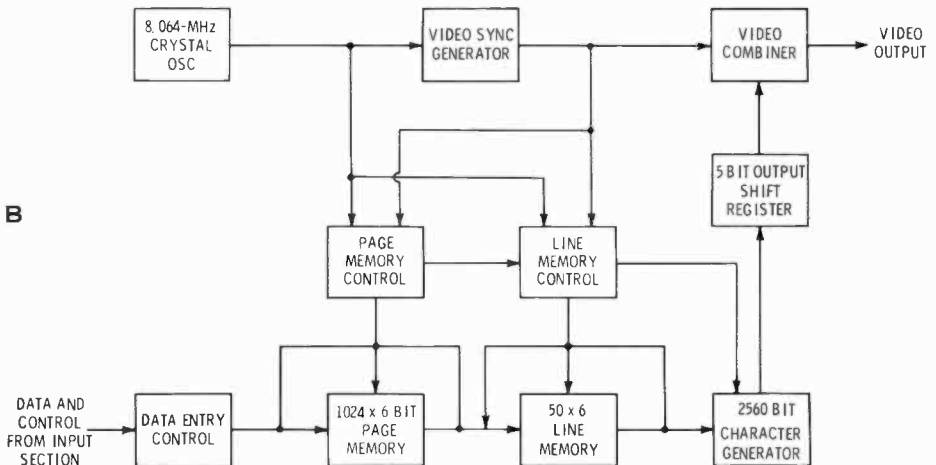 8.064-MHz
CRYSTAL
OSC
VIDEO SYNC
GENERATOR
VIDEO
COMBINER
VIDEO
OUTPUT
5 BIT OUTPUT
SHIFT
REGISTER
B
PAGE
MEMORY
CONTROL
LINE
MEMORY
CONTROL
DATA AND
CONTROL
FROM INPUT
SECTION
DATA ENTRY
CONTROL
1024 x 6 BIT
PAGE
MEMORY
50 x 6
LINE
MEMORY
2560 BIT
CHARACTER
GENERATOR